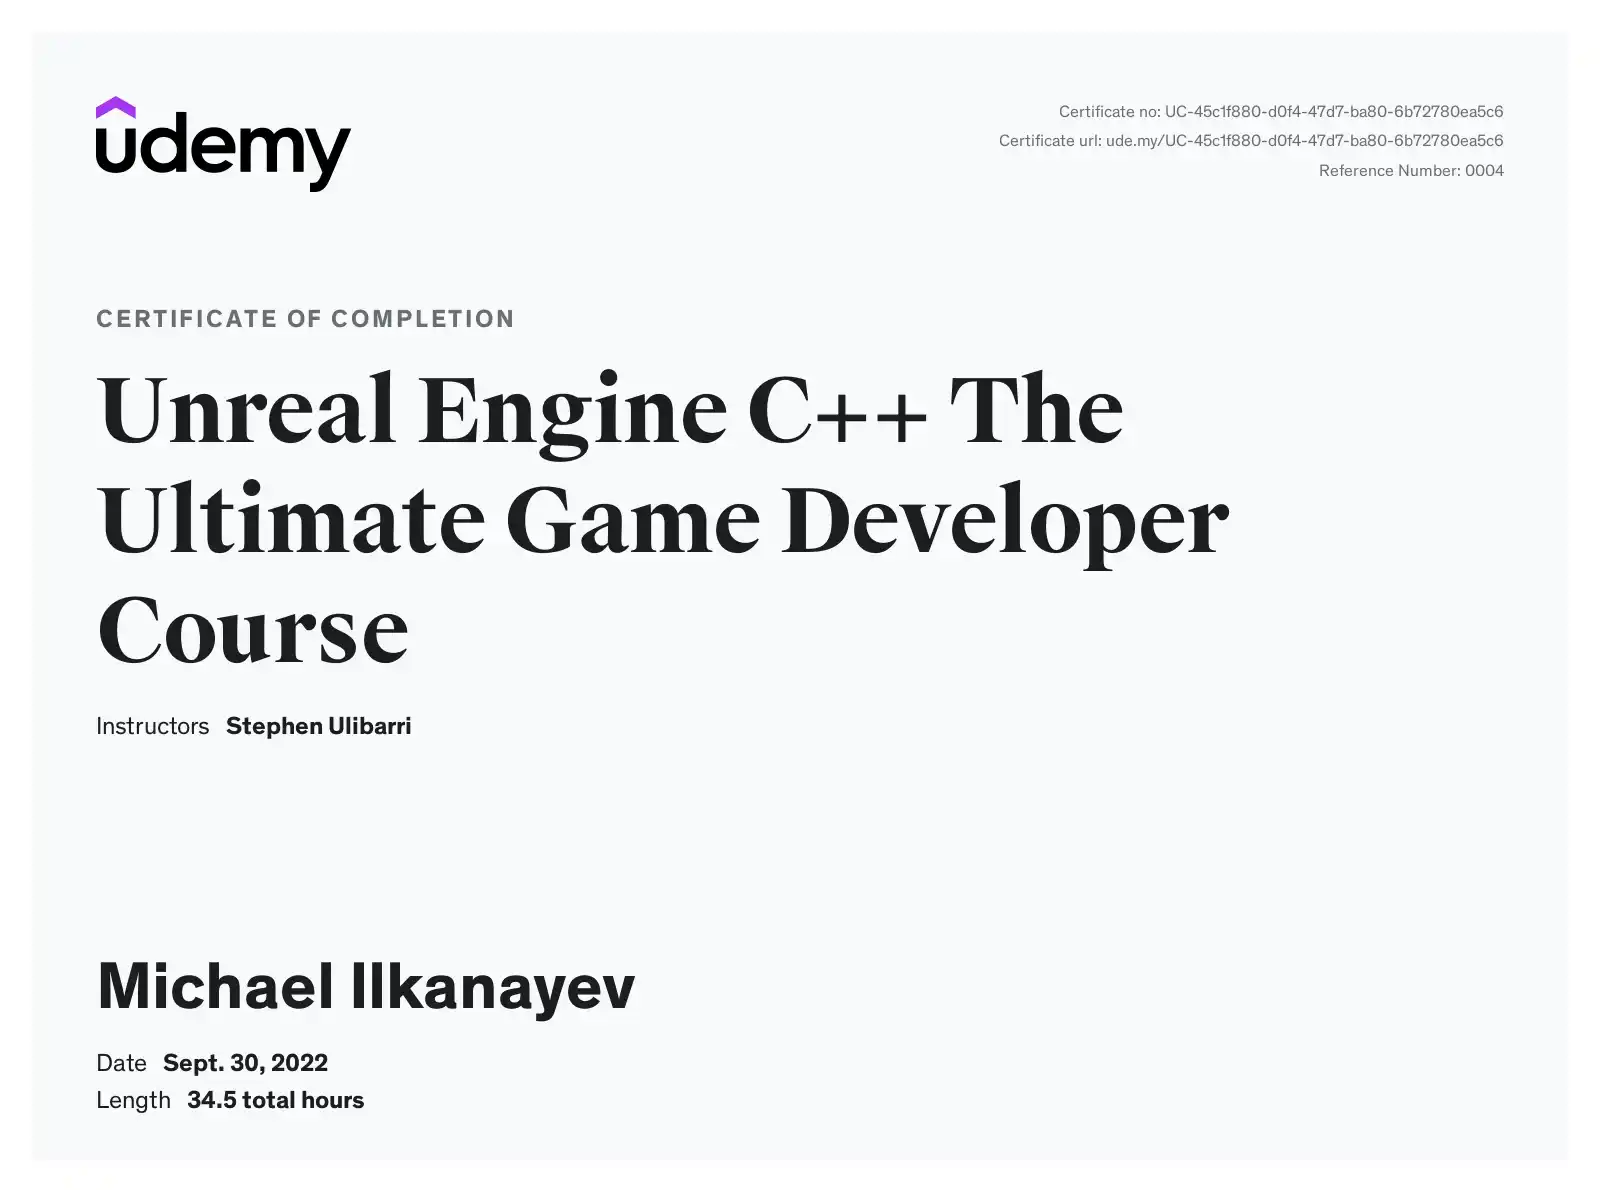 udemy
Certificate no: UC-45c1f880-d0f4-47d7-ba80-6b72780ea5c6
Certificate url: ude.my/UC-45c1f880-d0f4-47d7-ba80-6b72780ea5c6
Reference Number: 0004
CERTIFICATE OF COMPLETION
Unreal Engine C++ The
Ultimate Game Developer
Course
Instructors Stephen Ulibarri
Michael Ilkanayev
Date Sept. 30, 2022
Length 34.5 total hours